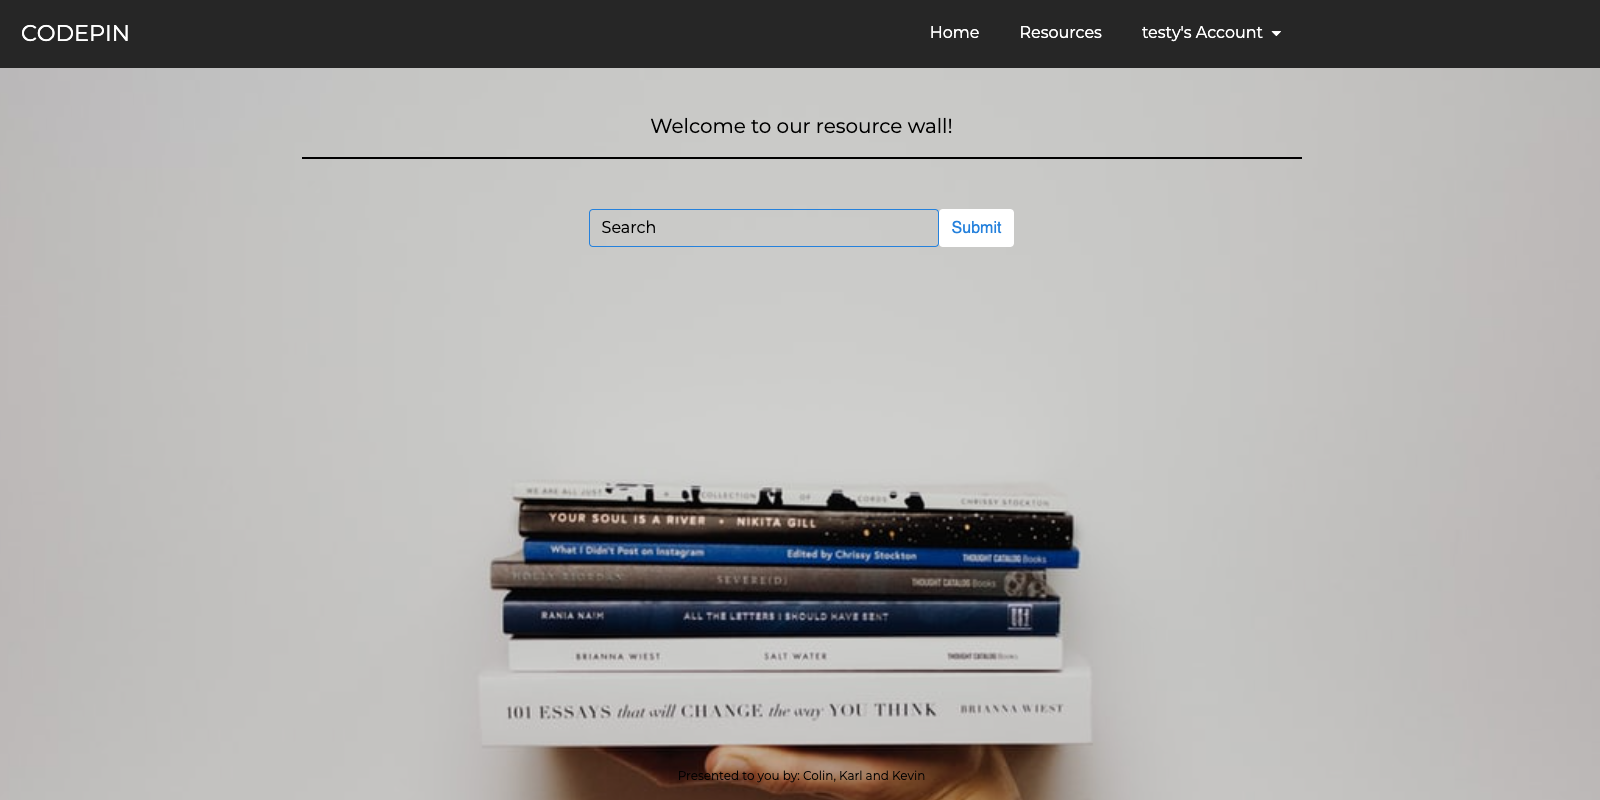 CODEPIN
Home Resources testy's Account
Welcome to our resource wall!
Search Submit
WE ARE ALL JUST A COLLECTION OF CORDS CHRISSY STOCKTON
YOUR SOUL IS A RIVER • NIKITA GILL
What I Didn't Post on Instagram Edited by Chrissy Stockton THOUGHT CATALOG Books
HOLLY RIORDAN SEVERE(D) THOUGHT CATALOG Books
RANIA NAIM ALL THE LETTERS I SHOULD HAVE SENT
BRIANNA WIEST SALT WATER THOUGHT CATALOG Books
101 ESSAYS that will CHANGE the way YOU THINK BRIANNA WIEST
Presented to you by: Colin, Karl and Kevin